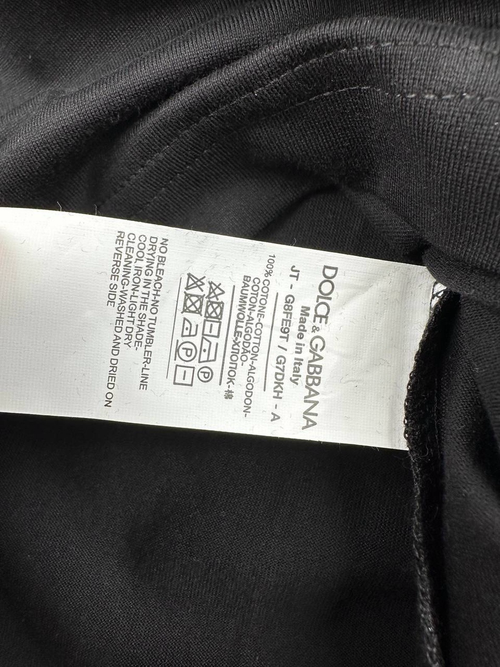 DOLCE & GABBANA
Made in Italy
JT - G8FE9T / G7DKH - A
100% COTONE-COTTON-ALGODON-
COTON-ALGODÃO-
BAUMWOLLE-ХЛОПОК-棉
NO BLEACH-NO TUMBLER-LINE
DRYING IN THE SHADE-
COOL IRON-LIGHT DRY
CLEANING-WASHED AND DRIED ON
REVERSE SIDE